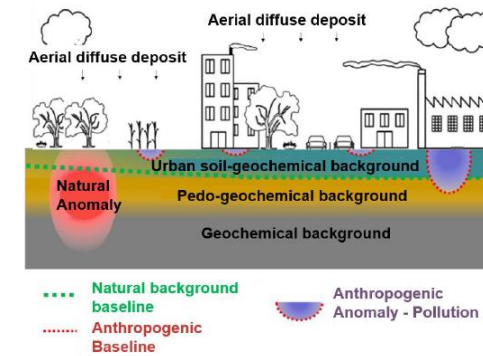 Aerial diffuse deposit
Aerial diffuse deposit
Urban soil-geochemical background
Natural
Anomaly
Pedo-geochemical background
Geochemical background
Natural background
baseline
Anthropogenic
Baseline
Anthropogenic
Anomaly - Pollution